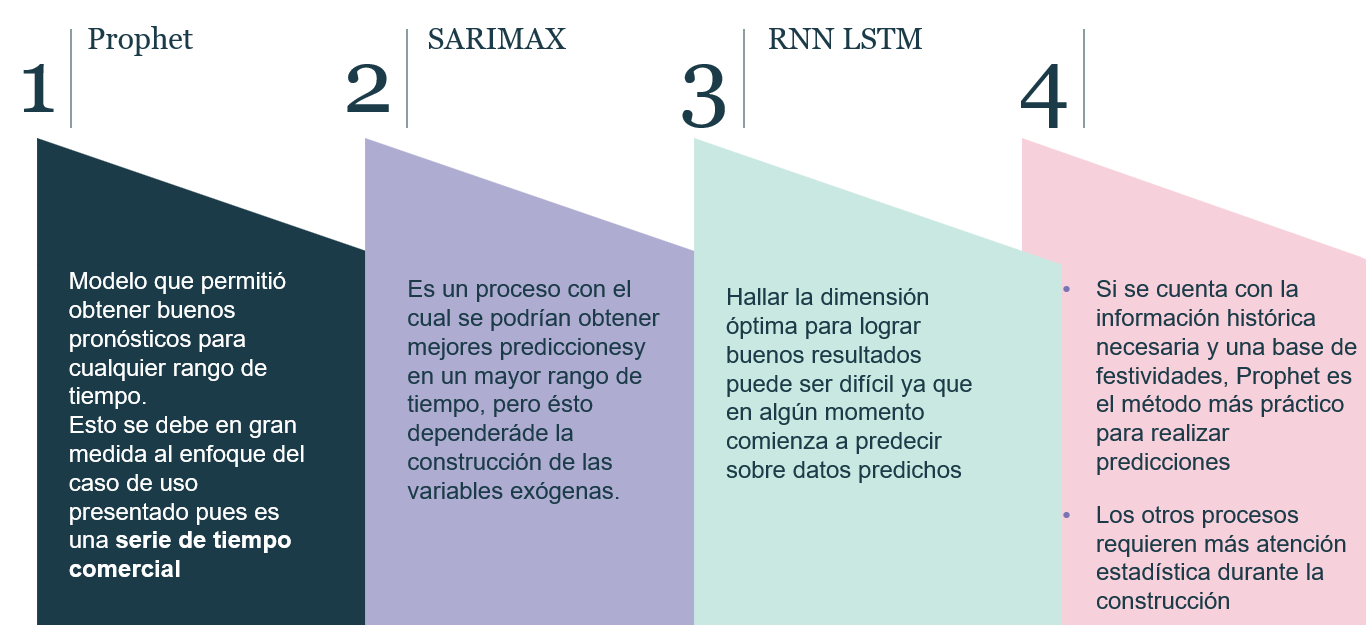 1
Prophet
Modelo que permitió
obtener buenos
pronósticos para
cualquier rango de
tiempo.
Esto se debe en gran
medida al enfoque del
caso de uso
presentado pues es
una serie de tiempo
comercial
2
SARIMAX
Es un proceso con el
cual se podrían obtener
mejores prediccionesy
en un mayor rango de
tiempo, pero ésto
dependeráde la
construcción de las
variables exógenas.
3
RNN LSTM
Hallar la dimensión
óptima para lograr
buenos resultados
puede ser difícil ya que
en algún momento
comienza a predecir
sobre datos predichos
4
• Si se cuenta con la
información histórica
necesaria y una base de
festividades, Prophet es
el método más práctico
para realizar
predicciones
• Los otros procesos
requieren más atención
estadística durante la
construcción